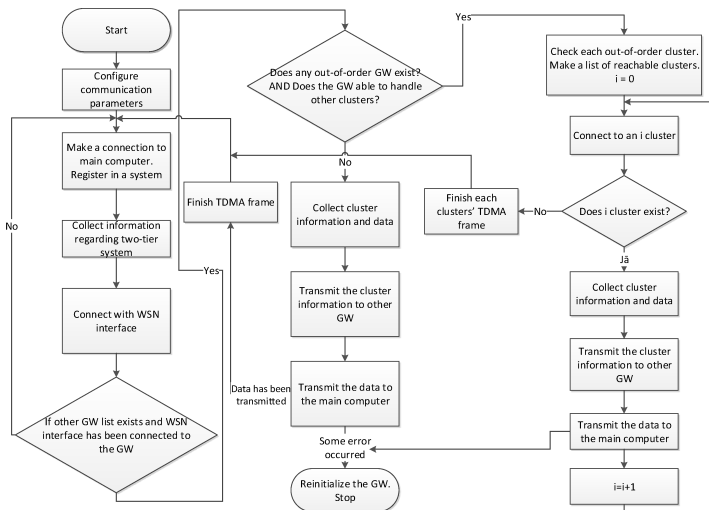 Start
Configure
communication
parameters
Make a connection to
main computer.
Register in a system
Collect information
regarding two-tier
system
Connect with WSN
interface
If other GW list exists and WSN
interface has been connected to
the GW
No
Yes
Finish TDMA frame
Data has been
transmitted
Does any out-of-order GW exist?
AND Does the GW able to handle
other clusters?
Yes
No
Collect cluster
information and data
Transmit the cluster
information to other
GW
Transmit the data to
the main computer
Some error
occurred
Reinitialize the GW.
Stop
Check each out-of-order cluster.
Make a list of reachable clusters.
i = 0
Connect to an i cluster
Does i cluster exist?
No
Finish each
clusters' TDMA
frame
Jā
Collect cluster
information and data
Transmit the cluster
information to other
GW
Transmit the data to
the main computer
i=i+1